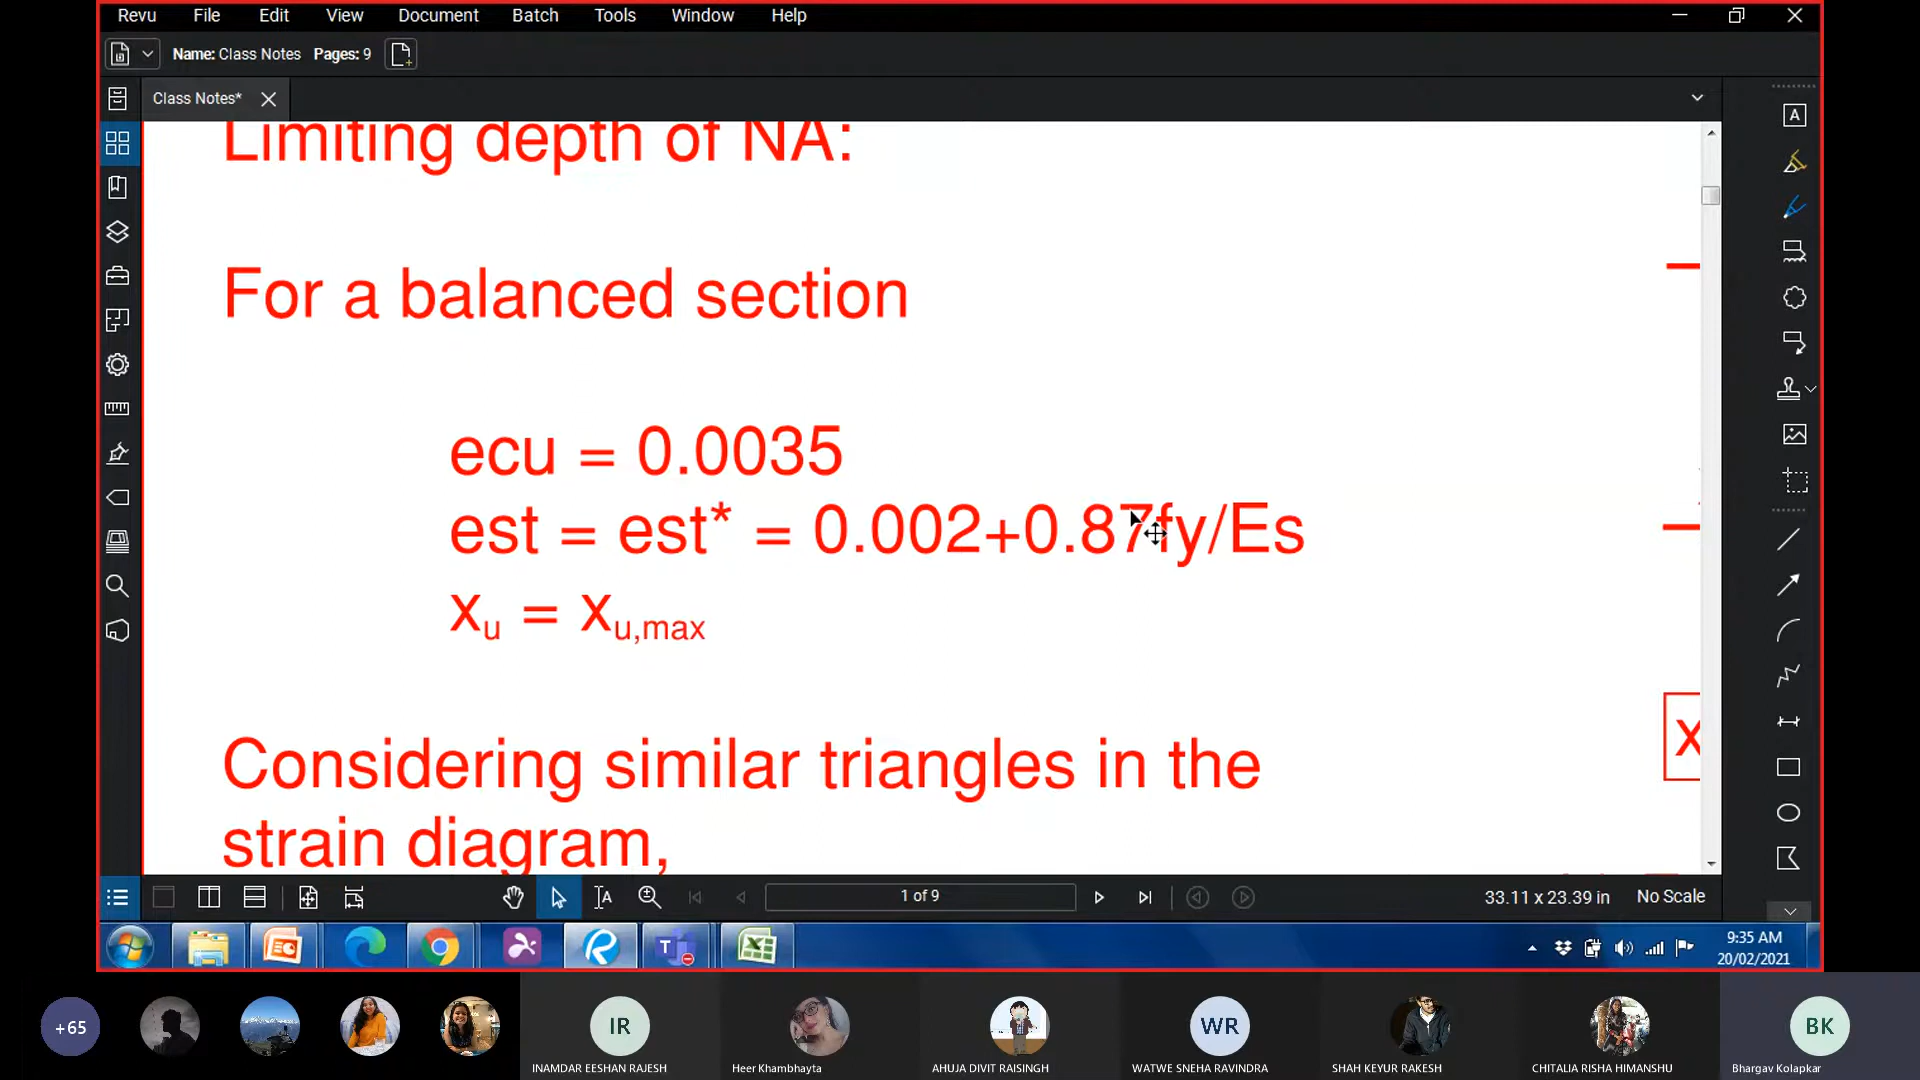 Revu File Edit View Document Batch Tools Window Help
Name: Class Notes Pages: 9
Class Notes*
Limiting depth of NA:
For a balanced section
ecu = 0.0035
est = est* = 0.002+0.87fy/Es
xu = xu,max
x
Considering similar triangles in the
strain diagram,
1 of 9
33.11 x 23.39 in No Scale
9:35 AM
20/02/2021
+65
IR
WR
BK
INAMDAR EESHAN RAJESH
Heer Khambhayta
AHUJA DIVIT RAISINGH
WATWE SNEHA RAVINDRA
SHAH KEYUR RAKESH
CHITALIA RISHA HIMANSHU
Bhargav Kolapkar